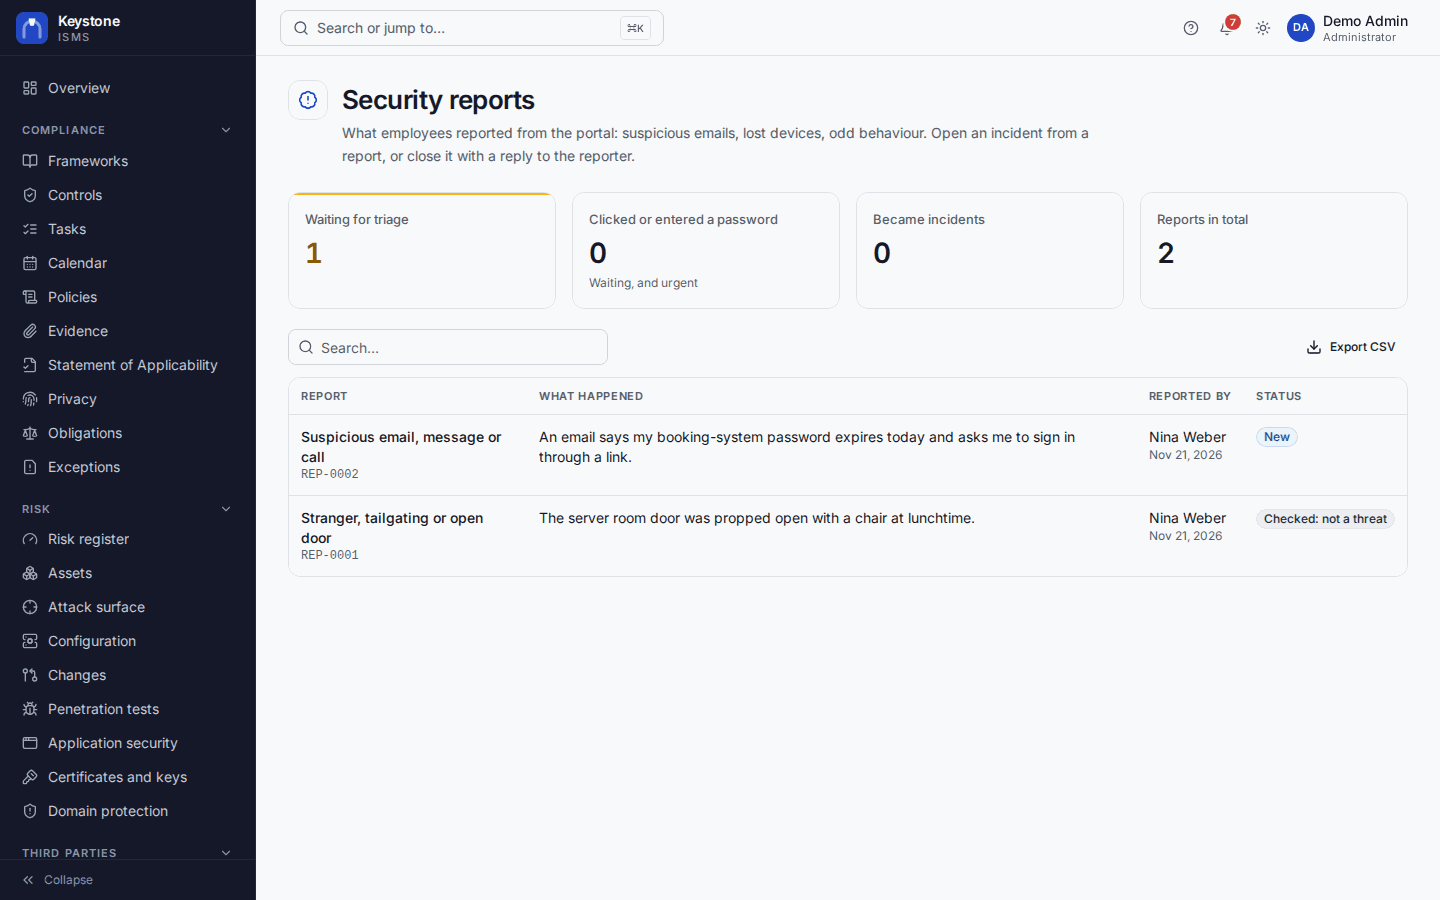 Keystone
ISMS
Search or jump to...
⌘K
7
DA
Demo Admin
Administrator
Overview
COMPLIANCE
Frameworks
Controls
Tasks
Calendar
Policies
Evidence
Statement of Applicability
Privacy
Obligations
Exceptions
RISK
Risk register
Assets
Attack surface
Configuration
Changes
Penetration tests
Application security
Certificates and keys
Domain protection
THIRD PARTIES
Collapse
Security reports
What employees reported from the portal: suspicious emails, lost devices, odd behaviour. Open an incident from a
report, or close it with a reply to the reporter.
Waiting for triage
1
Clicked or entered a password
0
Waiting, and urgent
Became incidents
0
Reports in total
2
Search...
Export CSV
REPORT
WHAT HAPPENED
REPORTED BY
STATUS
Suspicious email, message or
call
REP-0002
An email says my booking-system password expires today and asks me to sign in
through a link.
Nina Weber
Nov 21, 2026
New
Stranger, tailgating or open
door
REP-0001
The server room door was propped open with a chair at lunchtime.
Nina Weber
Nov 21, 2026
Checked: not a threat